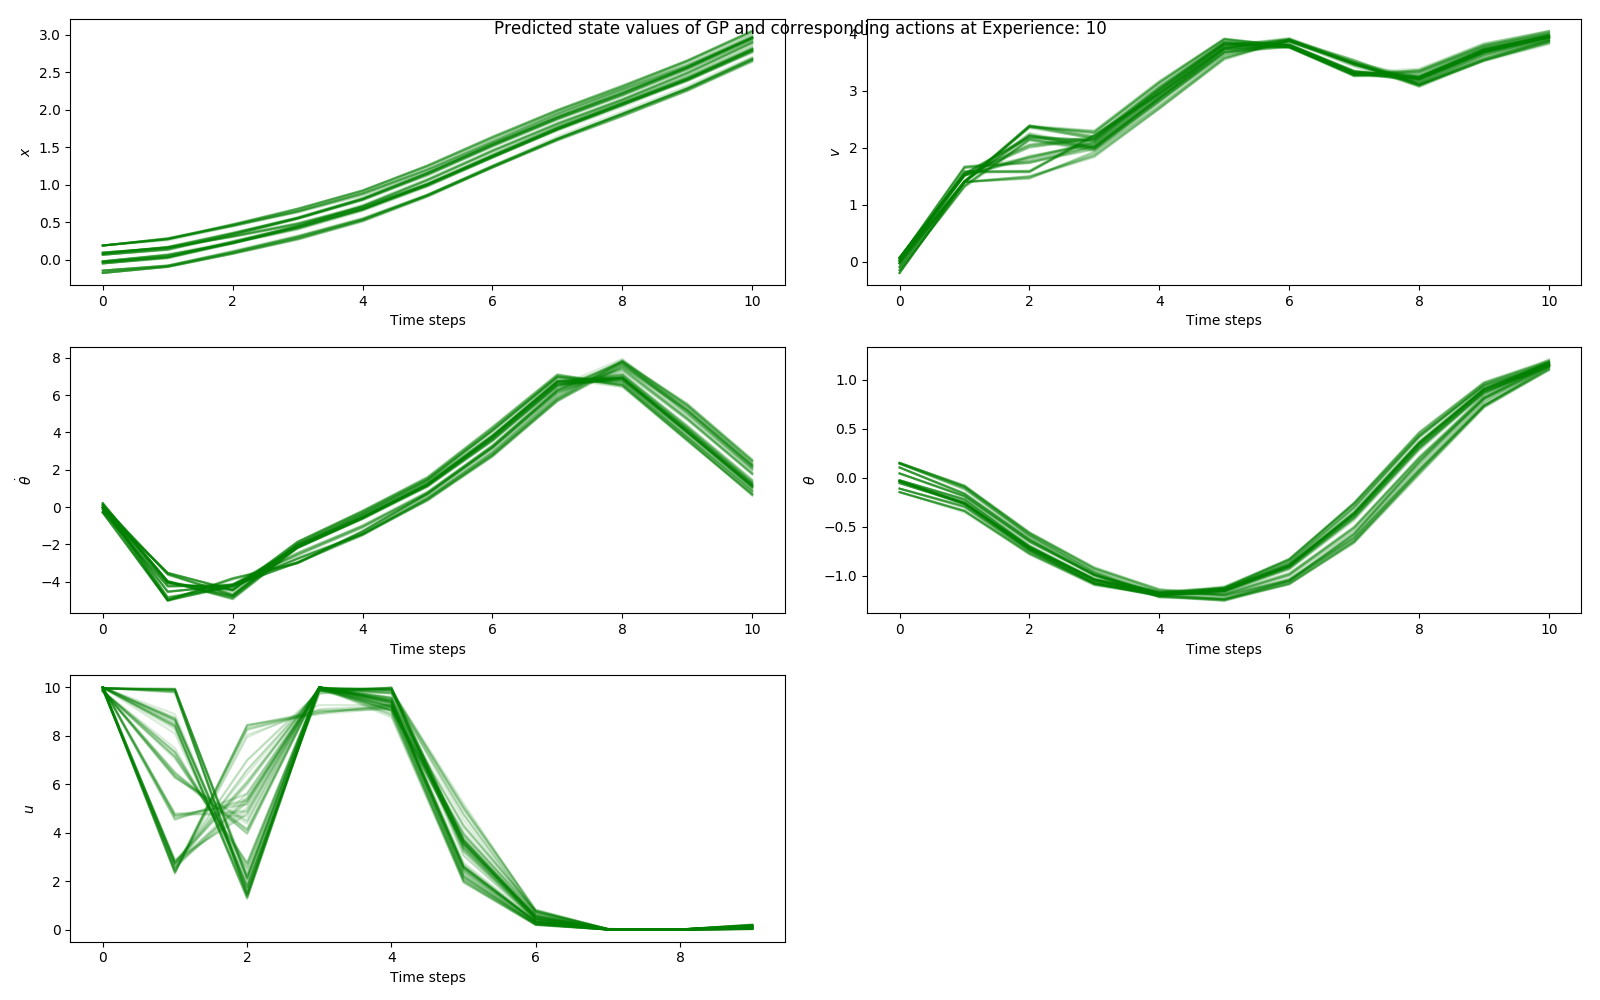 Predicted state values of GP and corresponding actions at Experience: 10
3.0
2.5
2.0
1.5
1.0
0.5
0.0
x
0 2 4 6 8 10
Time steps
4
3
2
1
0
v
0 2 4 6 8 10
Time steps
8
6
4
2
0
−2
−4
θ̇
0 2 4 6 8 10
Time steps
1.0
0.5
0.0
−0.5
−1.0
θ
0 2 4 6 8 10
Time steps
10
8
6
4
2
0
u
0 2 4 6 8
Time steps